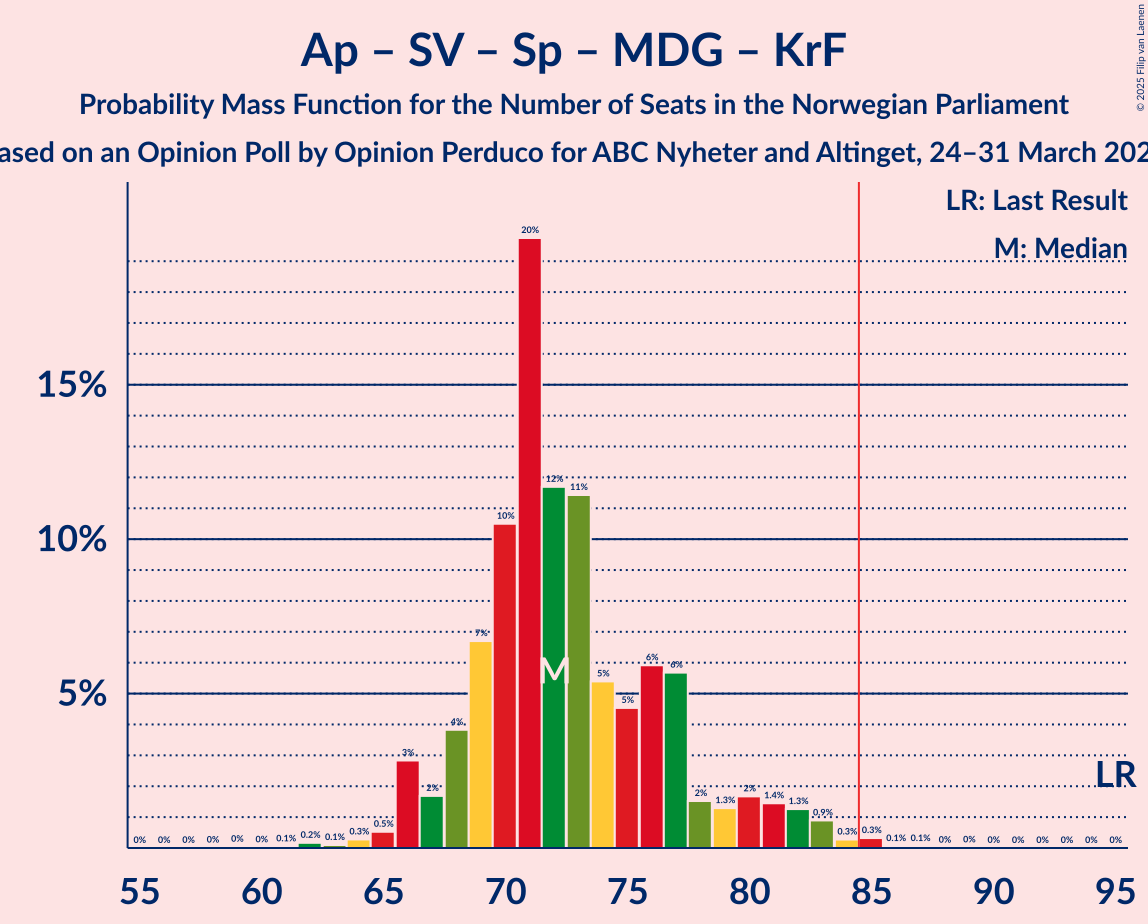 Ap – SV – Sp – MDG – KrF
Probability Mass Function for the Number of Seats in the Norwegian Parliament
ased on an Opinion Poll by Opinion Perduco for ABC Nyheter and Altinget, 24–31 March 202
© 2025 Filip van Laenen
LR: Last Result
M: Median
15%
10%
5%
0% 0% 0% 0% 0% 0% 0.1% 0.2% 0.1% 0.3% 0.5% 3% 2% 4% 7% 10% 20% 12% 11% 5% 5% 6% 6% 2% 1.3% 2% 1.4% 1.3% 0.9% 0.3% 0.3% 0.1% 0.1% 0% 0% 0% 0% 0% 0% 0% 0%
M
LR
55 60 65 70 75 80 85 90 95